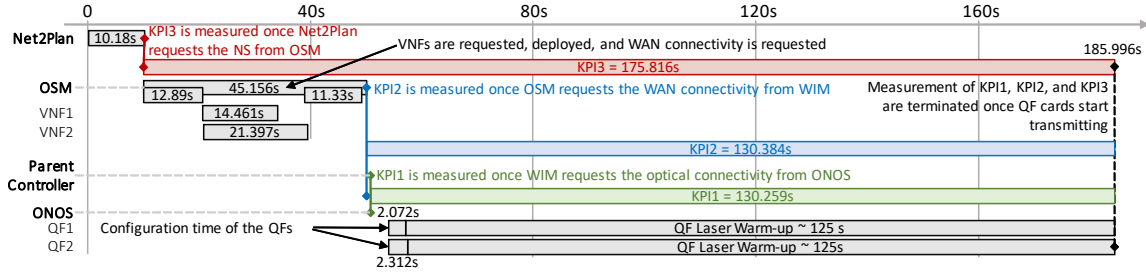 0 40s 80s 120s 160s
Net2Plan 10.18s KPI3 is measured once Net2Plan
requests the NS from OSM
VNFs are requested, deployed, and WAN connectivity is requested
185.996s
KPI3 = 175.816s
OSM 45.156s
12.89s 11.33s
KPI2 is measured once OSM requests the WAN connectivity from WIM
Measurement of KPI1, KPI2, and KPI3
are terminated once QF cards start
transmitting
VNF1 14.461s
VNF2 21.397s
KPI2 = 130.384s
Parent
Controller
KPI1 is measured once WIM requests the optical connectivity from ONOS
KPI1 = 130.259s
ONOS 2.072s
QF1 Configuration time of the QFs QF Laser Warm-up ~ 125 s
QF2 QF Laser Warm-up ~ 125s
2.312s